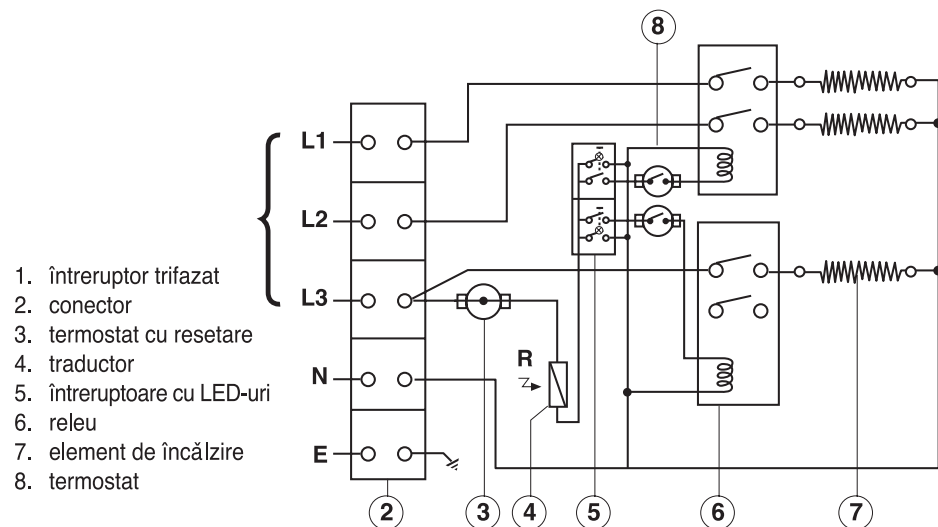 8
L1
L2
L3
N
E
R
1. întreruptor trifazat
2. conector
3. termostat cu resetare
4. traductor
5. întreruptoare cu LED-uri
6. releu
7. element de încălzire
8. termostat
2 3 4 5 6 7